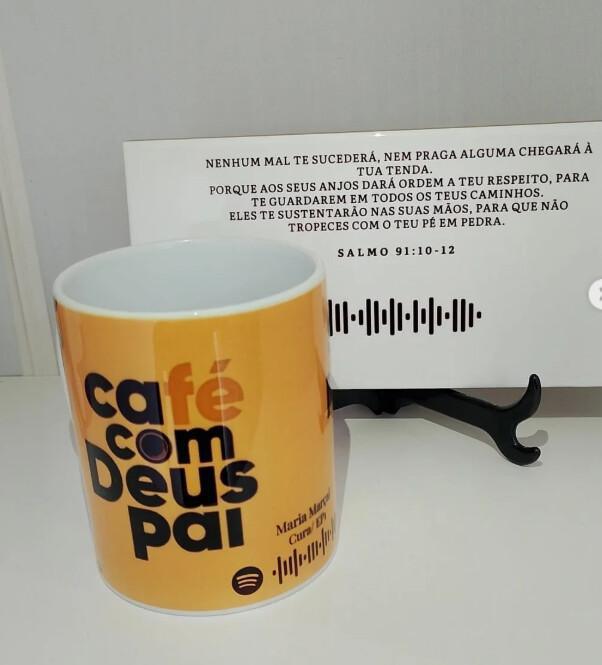 NENHUM MAL TE SUCEDERÁ, NEM PRAGA ALGUMA CHEGARÁ À
TUA TENDA.
PORQUE AOS SEUS ANJOS DARÁ ORDEM A TEU RESPEITO, PARA
TE GUARDAREM EM TODOS OS TEUS CAMINHOS.
ELES TE SUSTENTARÃO NAS SUAS MÃOS, PARA QUE NÃO
TROPECES COM O TEU PÉ EM PEDRA.
SALMO 91:10-12
café
com
Deus
pai
Maria
Cura/